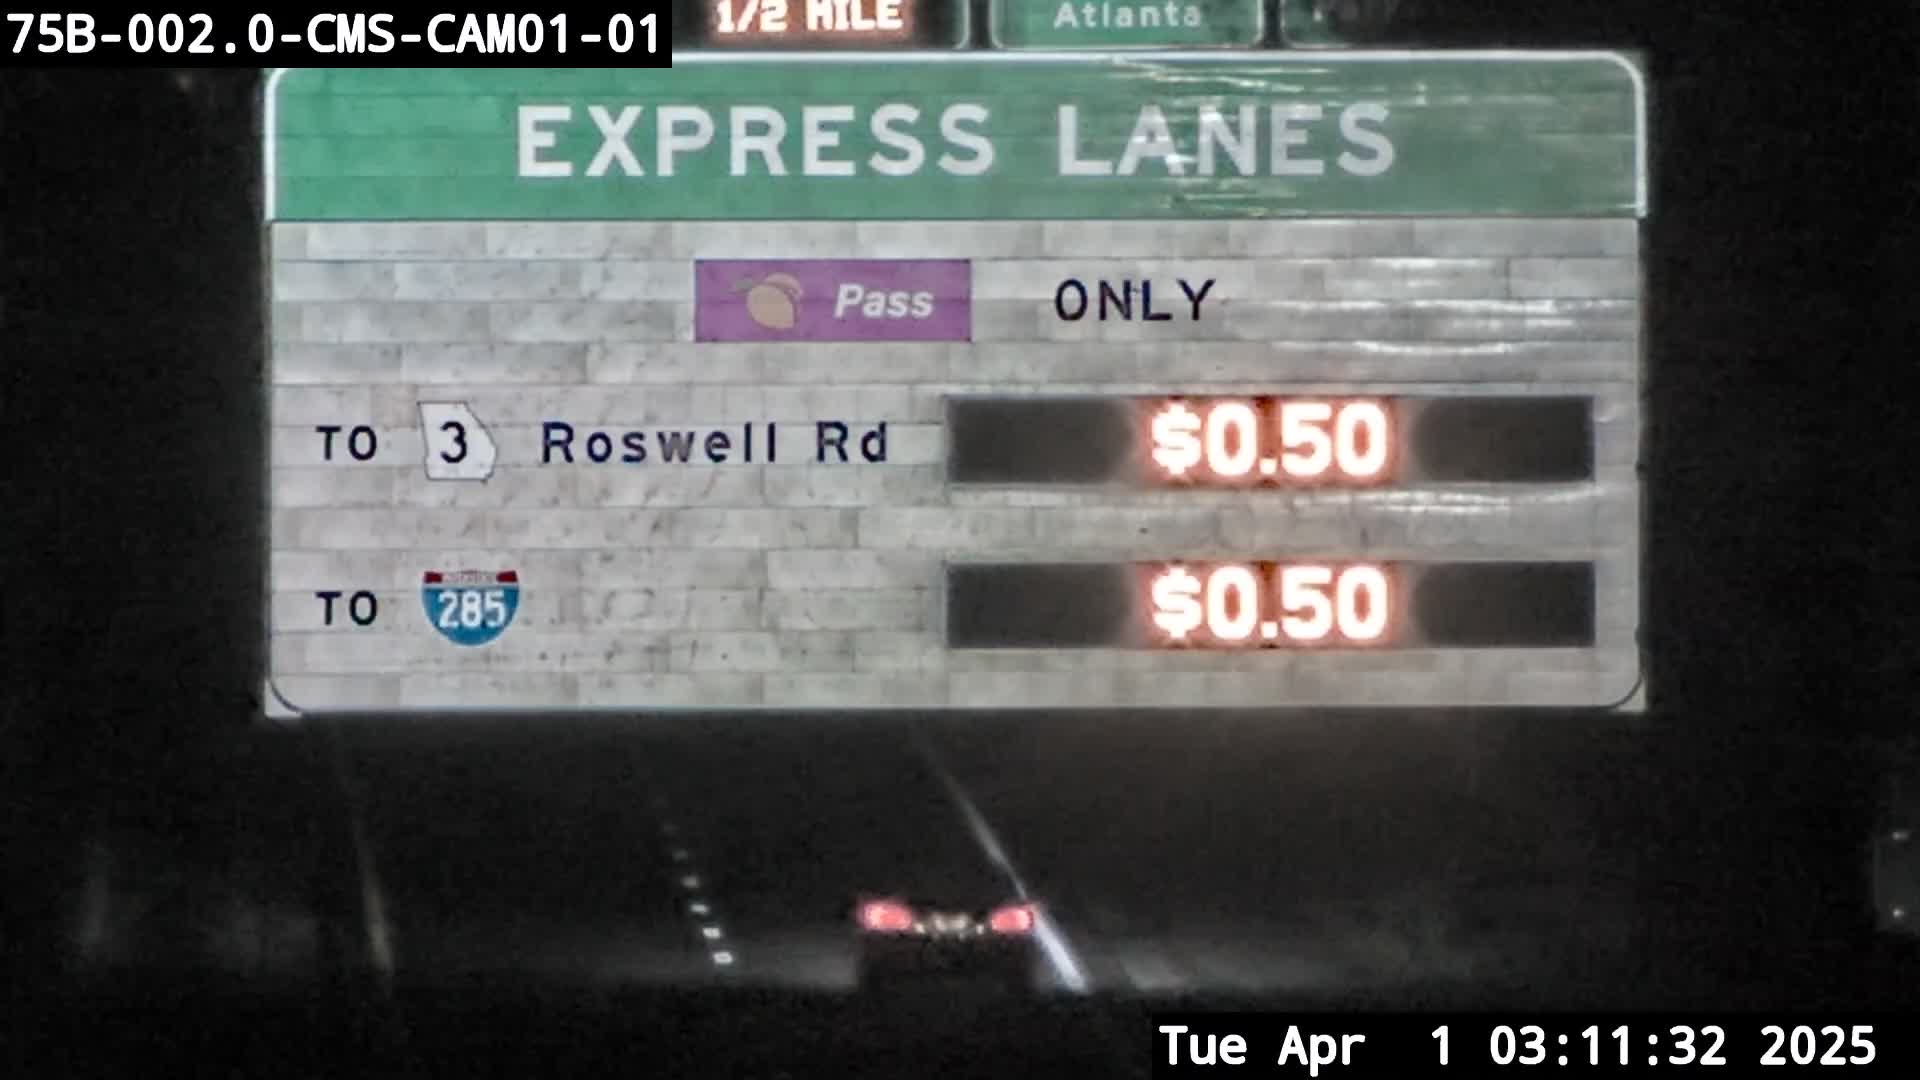 75B-002.0-CMS-CAM01-01
1/2 MILE
Atlanta
EXPRESS LANES
Pass ONLY
TO 3 Roswell Rd $0.50
TO 285 $0.50
Tue Apr 1 03:11:32 2025